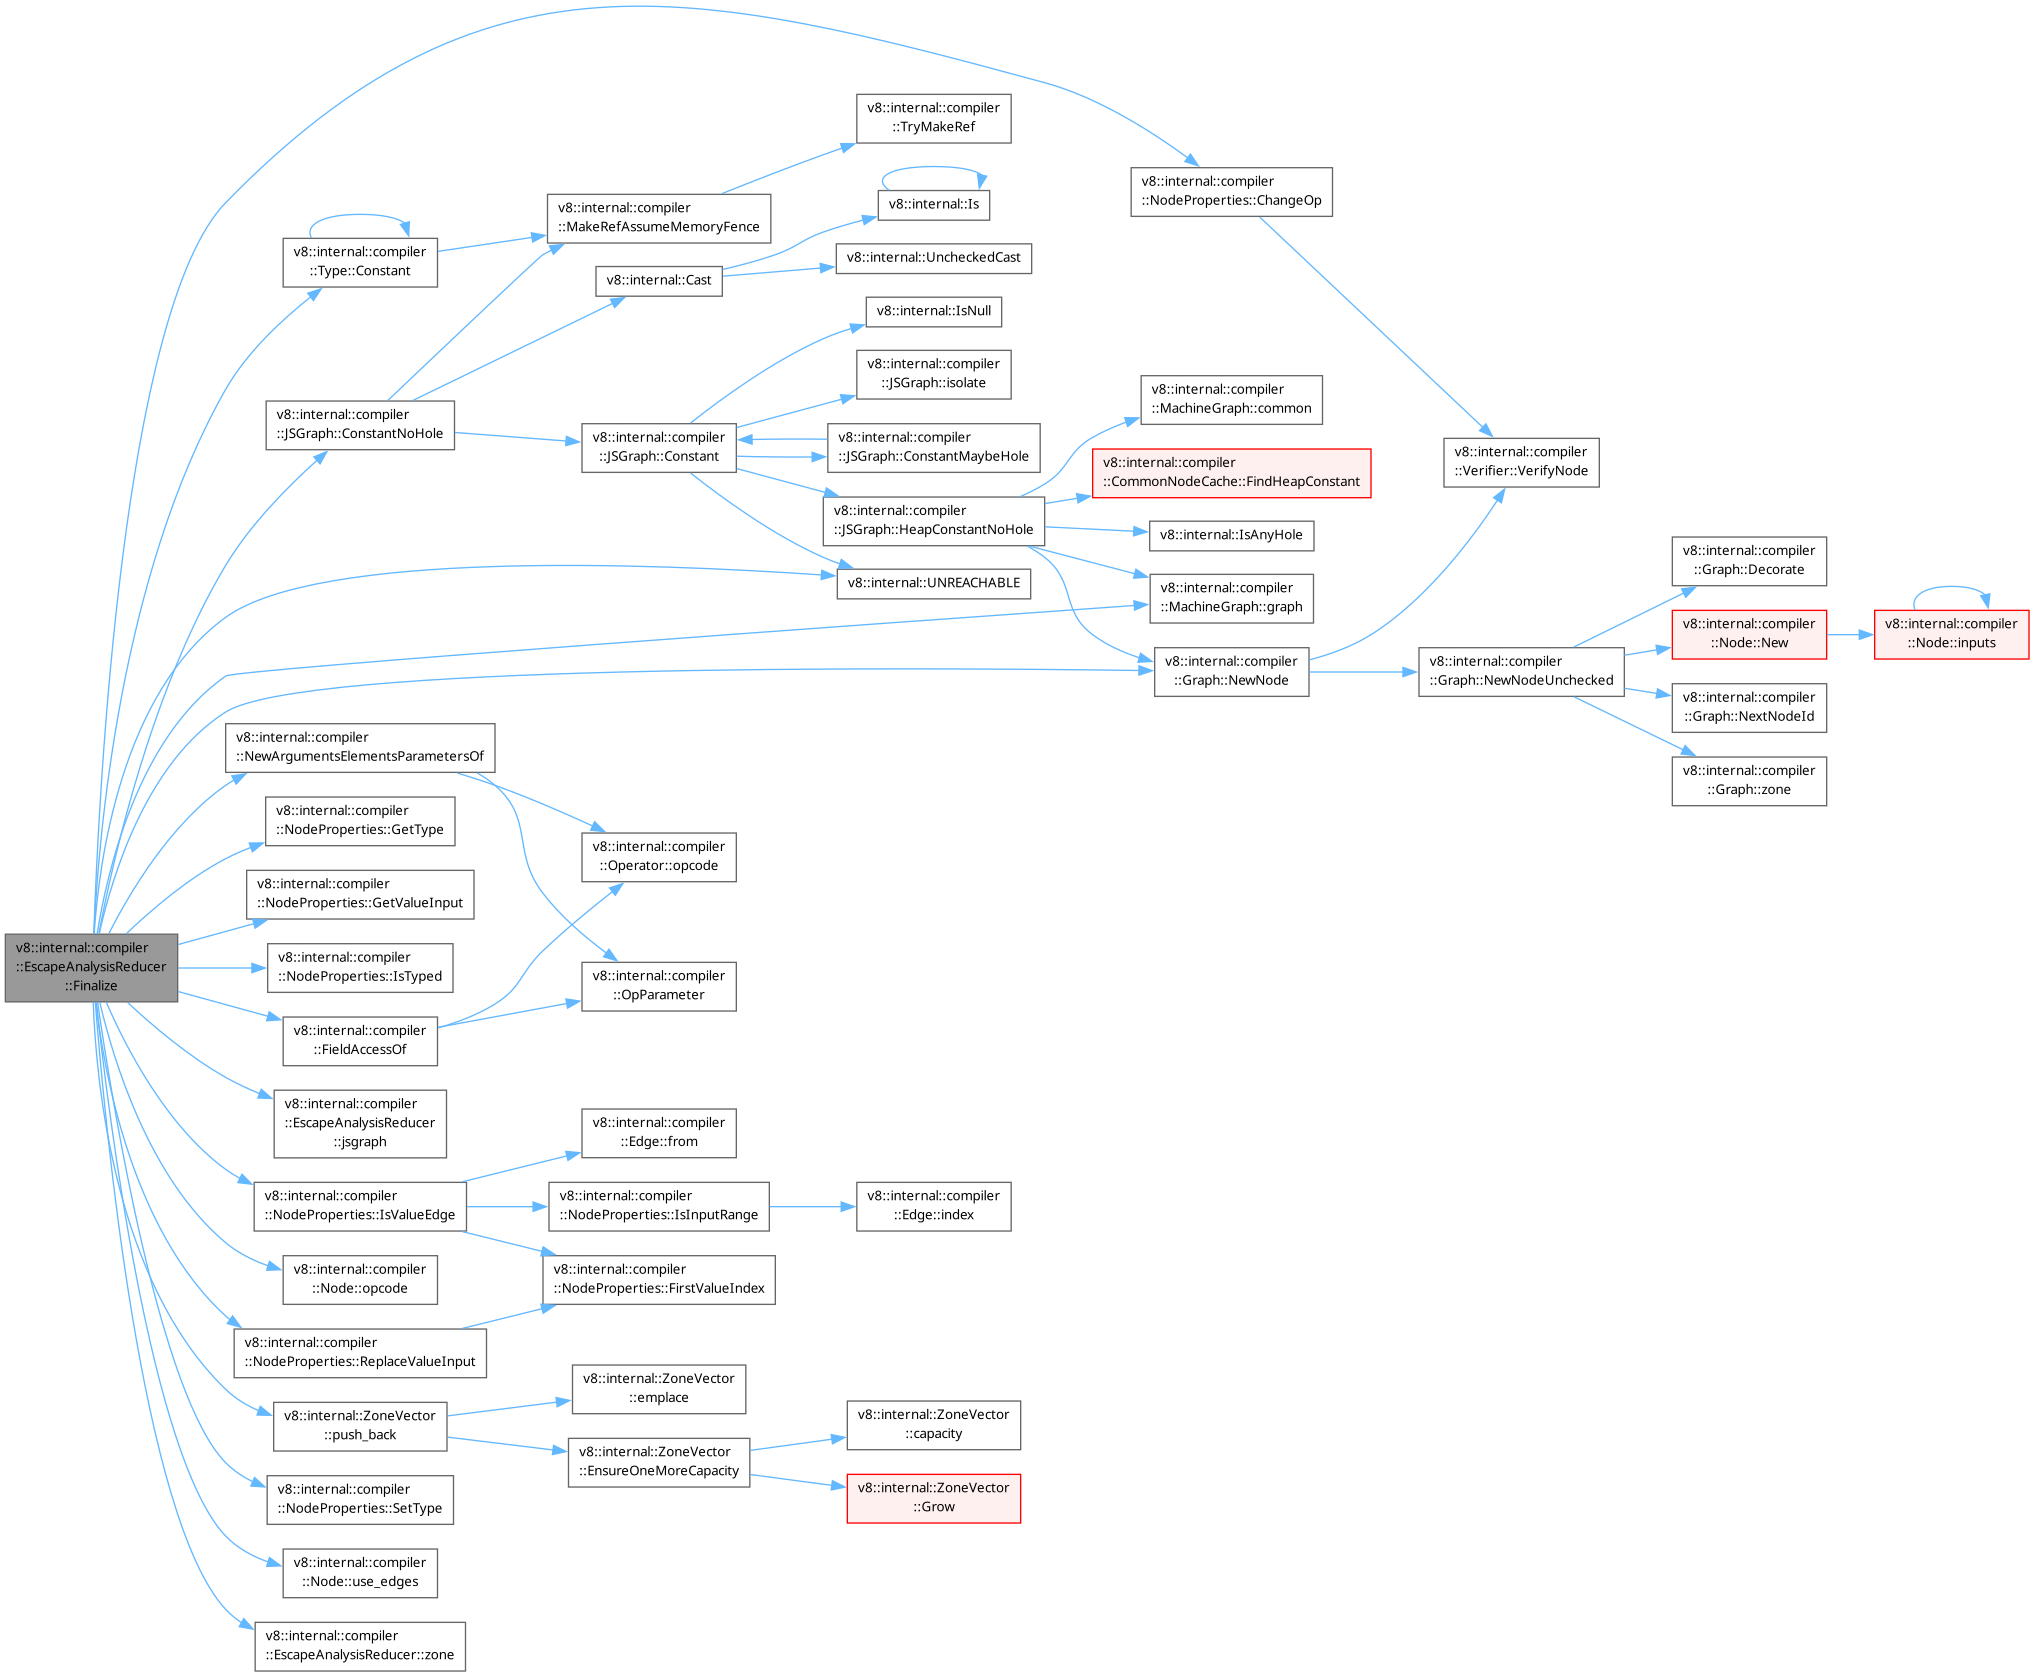 v8::internal::compiler
::EscapeAnalysisReducer
::Finalize
v8::internal::compiler
::Type::Constant
v8::internal::compiler
::MakeRefAssumeMemoryFence
v8::internal::compiler
::TryMakeRef
v8::internal::compiler
::NodeProperties::ChangeOp
v8::internal::Is
v8::internal::UncheckedCast
v8::internal::Cast
v8::internal::IsNull
v8::internal::compiler
::JSGraph::isolate
v8::internal::compiler
::JSGraph::ConstantNoHole
v8::internal::compiler
::JSGraph::Constant
v8::internal::compiler
::JSGraph::ConstantMaybeHole
v8::internal::compiler
::JSGraph::HeapConstantNoHole
v8::internal::UNREACHABLE
v8::internal::compiler
::MachineGraph::common
v8::internal::compiler
::CommonNodeCache::FindHeapConstant
v8::internal::IsAnyHole
v8::internal::compiler
::MachineGraph::graph
v8::internal::compiler
::Graph::NewNode
v8::internal::compiler
::Verifier::VerifyNode
v8::internal::compiler
::Graph::NewNodeUnchecked
v8::internal::compiler
::Graph::Decorate
v8::internal::compiler
::Node::New
v8::internal::compiler
::Node::inputs
v8::internal::compiler
::Graph::NextNodeId
v8::internal::compiler
::Graph::zone
v8::internal::compiler
::NewArgumentsElementsParametersOf
v8::internal::compiler
::NodeProperties::GetType
v8::internal::compiler
::Operator::opcode
v8::internal::compiler
::NodeProperties::GetValueInput
v8::internal::compiler
::NodeProperties::IsTyped
v8::internal::compiler
::OpParameter
v8::internal::compiler
::FieldAccessOf
v8::internal::compiler
::EscapeAnalysisReducer
::jsgraph
v8::internal::compiler
::Edge::from
v8::internal::compiler
::NodeProperties::IsValueEdge
v8::internal::compiler
::NodeProperties::IsInputRange
v8::internal::compiler
::Edge::index
v8::internal::compiler
::Node::opcode
v8::internal::compiler
::NodeProperties::FirstValueIndex
v8::internal::compiler
::NodeProperties::ReplaceValueInput
v8::internal::ZoneVector
::push_back
v8::internal::ZoneVector
::emplace
v8::internal::ZoneVector
::EnsureOneMoreCapacity
v8::internal::ZoneVector
::capacity
v8::internal::ZoneVector
::Grow
v8::internal::compiler
::NodeProperties::SetType
v8::internal::compiler
::Node::use_edges
v8::internal::compiler
::EscapeAnalysisReducer::zone